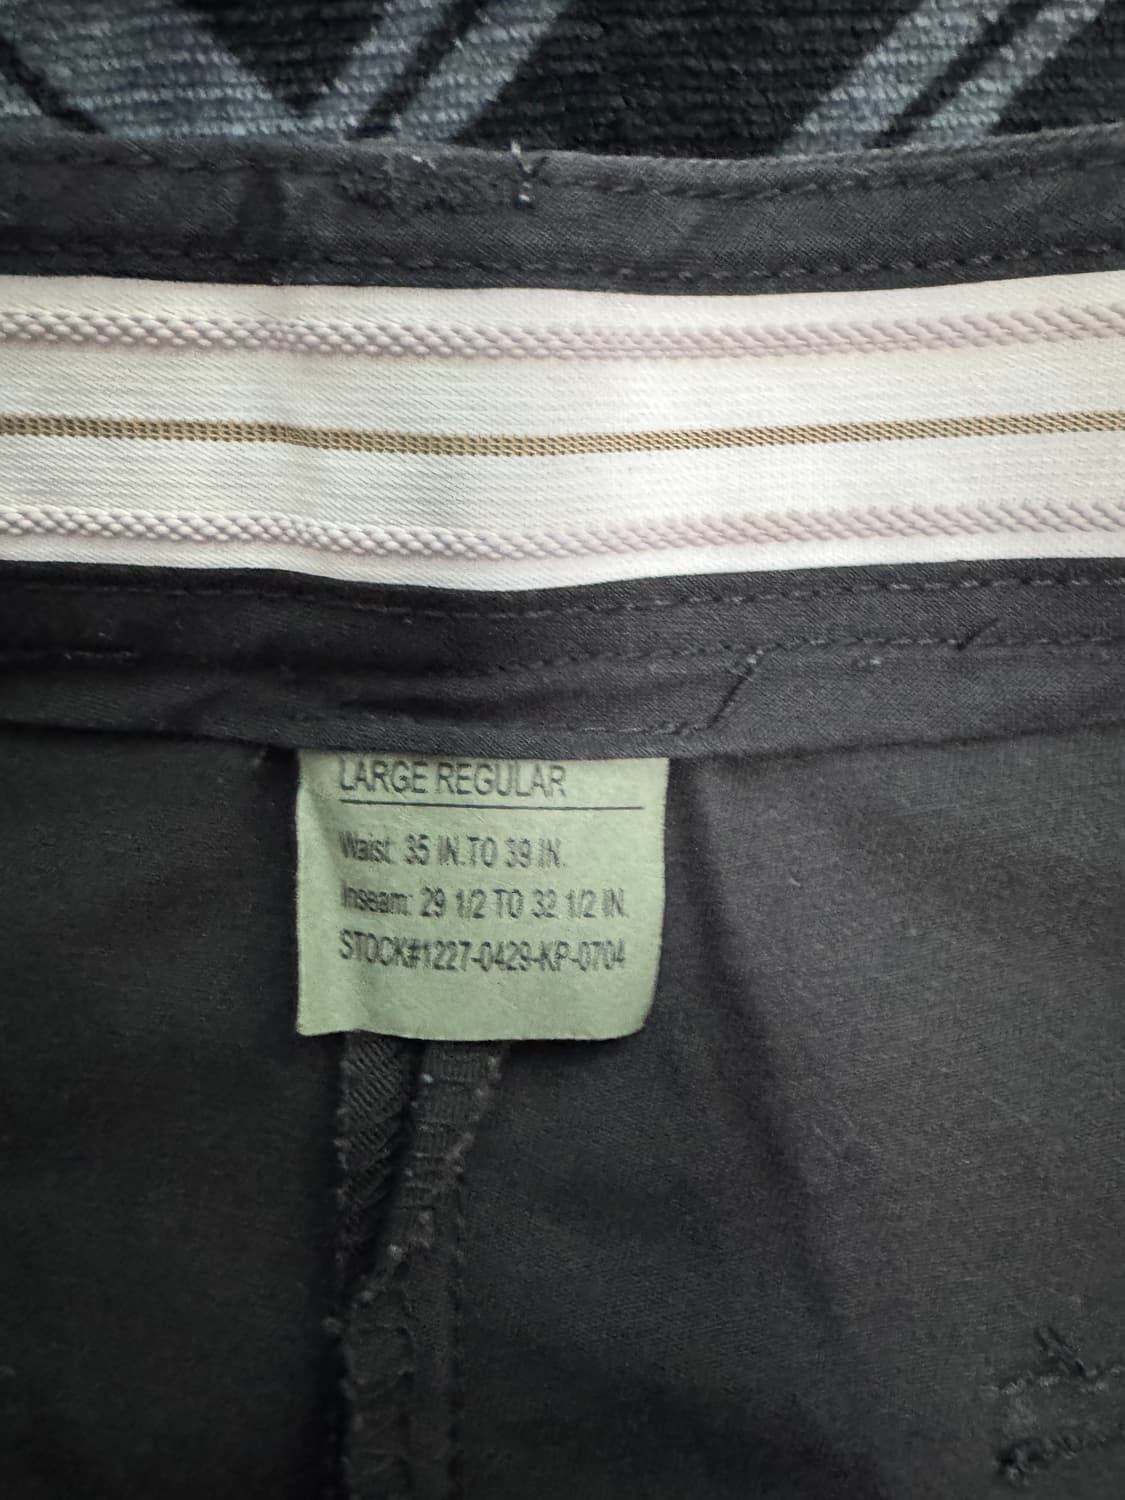 LARGE REGULAR
Waist: 35 IN.TO 39 IN.
Inseam: 29 1/2 TO 32 1/2 IN.
STOCK#1227-0429-KP-0704